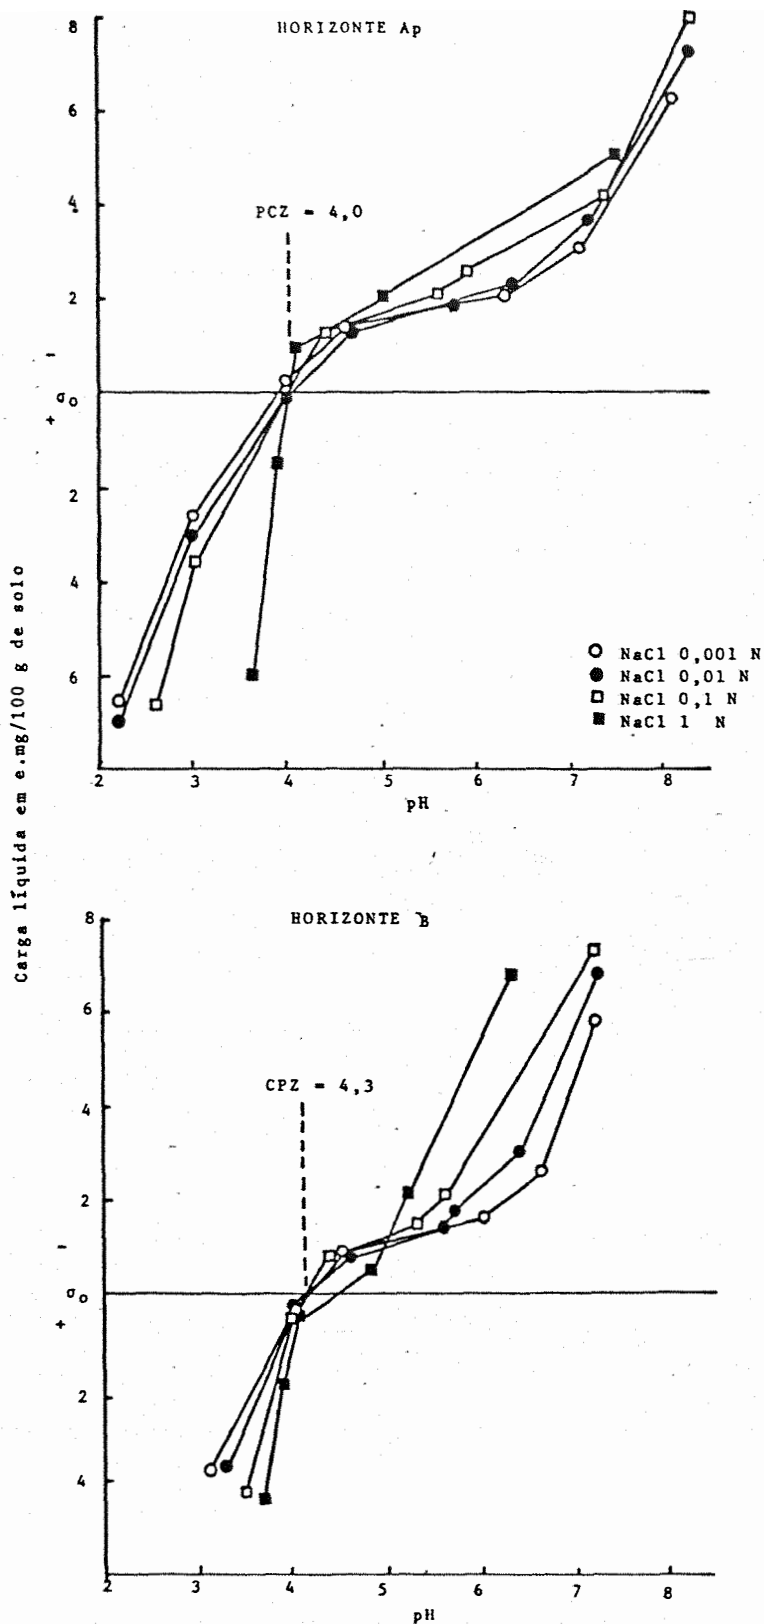 HORIZONTE Ap
8
6
4
2
-
σo
+
2
4
6
PCZ = 4,0
NaCl 0,001 N
NaCl 0,01 N
NaCl 0,1 N
NaCl 1 N
2 3 4 5 6 7 8
pH
Carga líquida em e.mg/100 g de solo
HORIZONTE B
8
6
4
2
-
σo
+
2
4
CPZ = 4,3
2 3 4 5 6 7 8
pH